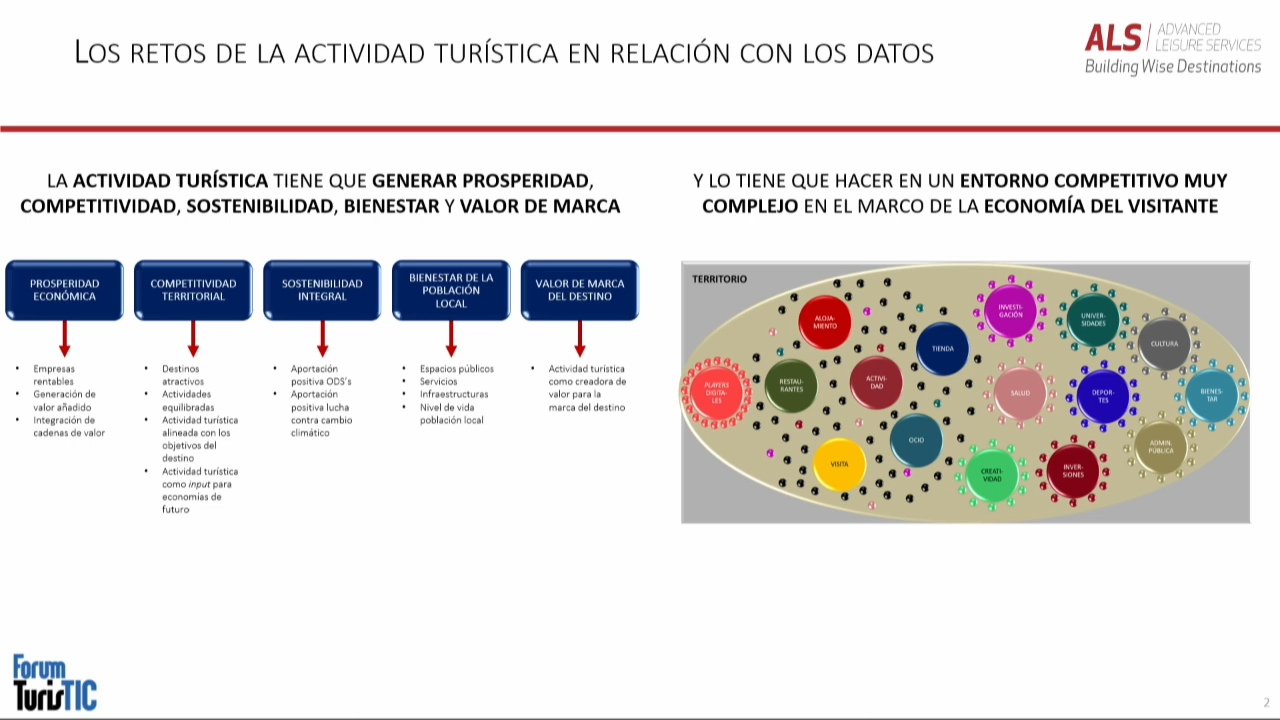 LOS RETOS DE LA ACTIVIDAD TURÍSTICA EN RELACIÓN CON LOS DATOS
ALS ADVANCED
LEISURE SERVICES
Building Wise Destinations
LA ACTIVIDAD TURÍSTICA TIENE QUE GENERAR PROSPERIDAD,
COMPETITIVIDAD, SOSTENIBILIDAD, BIENESTAR Y VALOR DE MARCA
PROSPERIDAD
ECONÓMICA
• Empresas
rentables
• Generación de
valor añadido
• Integración de
cadenas de valor
COMPETITIVIDAD
TERRITORIAL
• Destinos
atractivos
• Actividades
equilibradas
• Actividad turística
alineada con los
objetivos del
destino
• Actividad turística
como input para
economías de
futuro
SOSTENIBILIDAD
INTEGRAL
• Aportación
positiva ODS's
• Aportación
positiva lucha
contra cambio
climático
BIENESTAR DE LA
POBLACIÓN
LOCAL
• Espacios públicos
• Servicios
• Infraestructuras
• Nivel de vida
población local
VALOR DE MARCA
DEL DESTINO
• Actividad turística
como creadora de
valor para la
marca del destino
Y LO TIENE QUE HACER EN UN ENTORNO COMPETITIVO MUY
COMPLEJO EN EL MARCO DE LA ECONOMÍA DEL VISITANTE
TERRITORIO
ALOJA-
MIENTO
INVESTI-
GACIÓN
UNIVER-
SIDADES
TIENDA
CULTURA
PLAYERS
DIGITA-
LES
RESTAU-
RANTES
ACTIVI-
DAD
SALUD
DEPOR-
TES
BIENES-
TAR
OCIO
ADMIN.
PÚBLICA
VISITA
CREATI-
VIDAD
INVER-
SIONES
Forum
TurisTIC
2